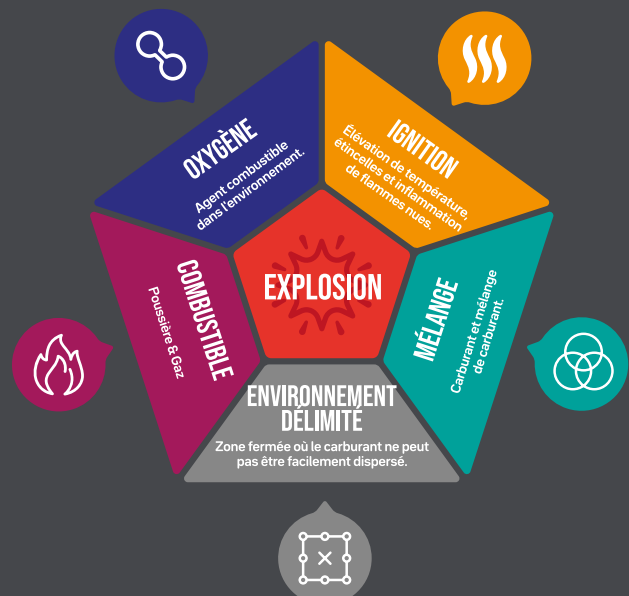 OXYGÈNE
Agent combustible
dans l'environnement.
IGNITION
Élévation de température,
étincelles et inflammation
de flammes nues.
COMBUSTIBLE
Poussière & Gaz
EXPLOSION
MÉLANGE
Carburant et mélange
de carburant.
ENVIRONNEMENT
DÉLIMITÉ
Zone fermée où le carburant ne peut
pas être facilement dispersé.